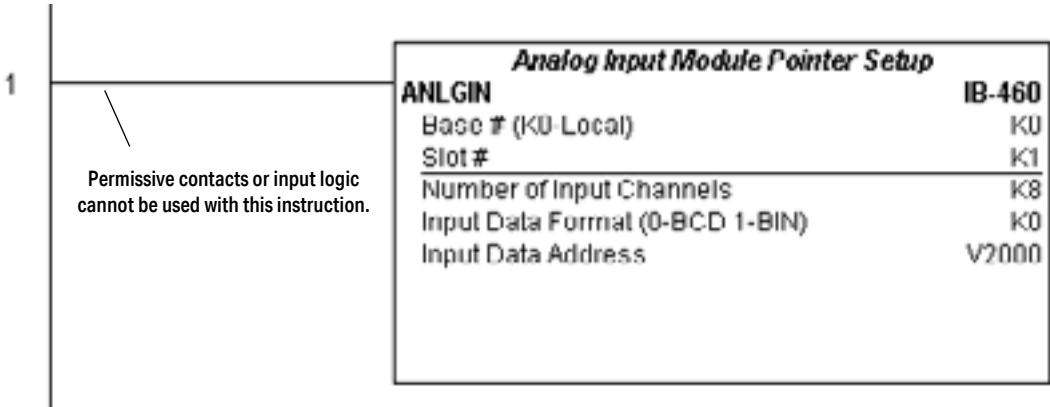 Analog Input Module Pointer Setup
1
ANLGIN IB-460
Base # (K0-Local) K0
Slot # K1
Permissive contacts or input logic
cannot be used with this instruction.
Number of Input Channels K8
Input Data Format (0-BCD 1-BIN) K0
Input Data Address V2000